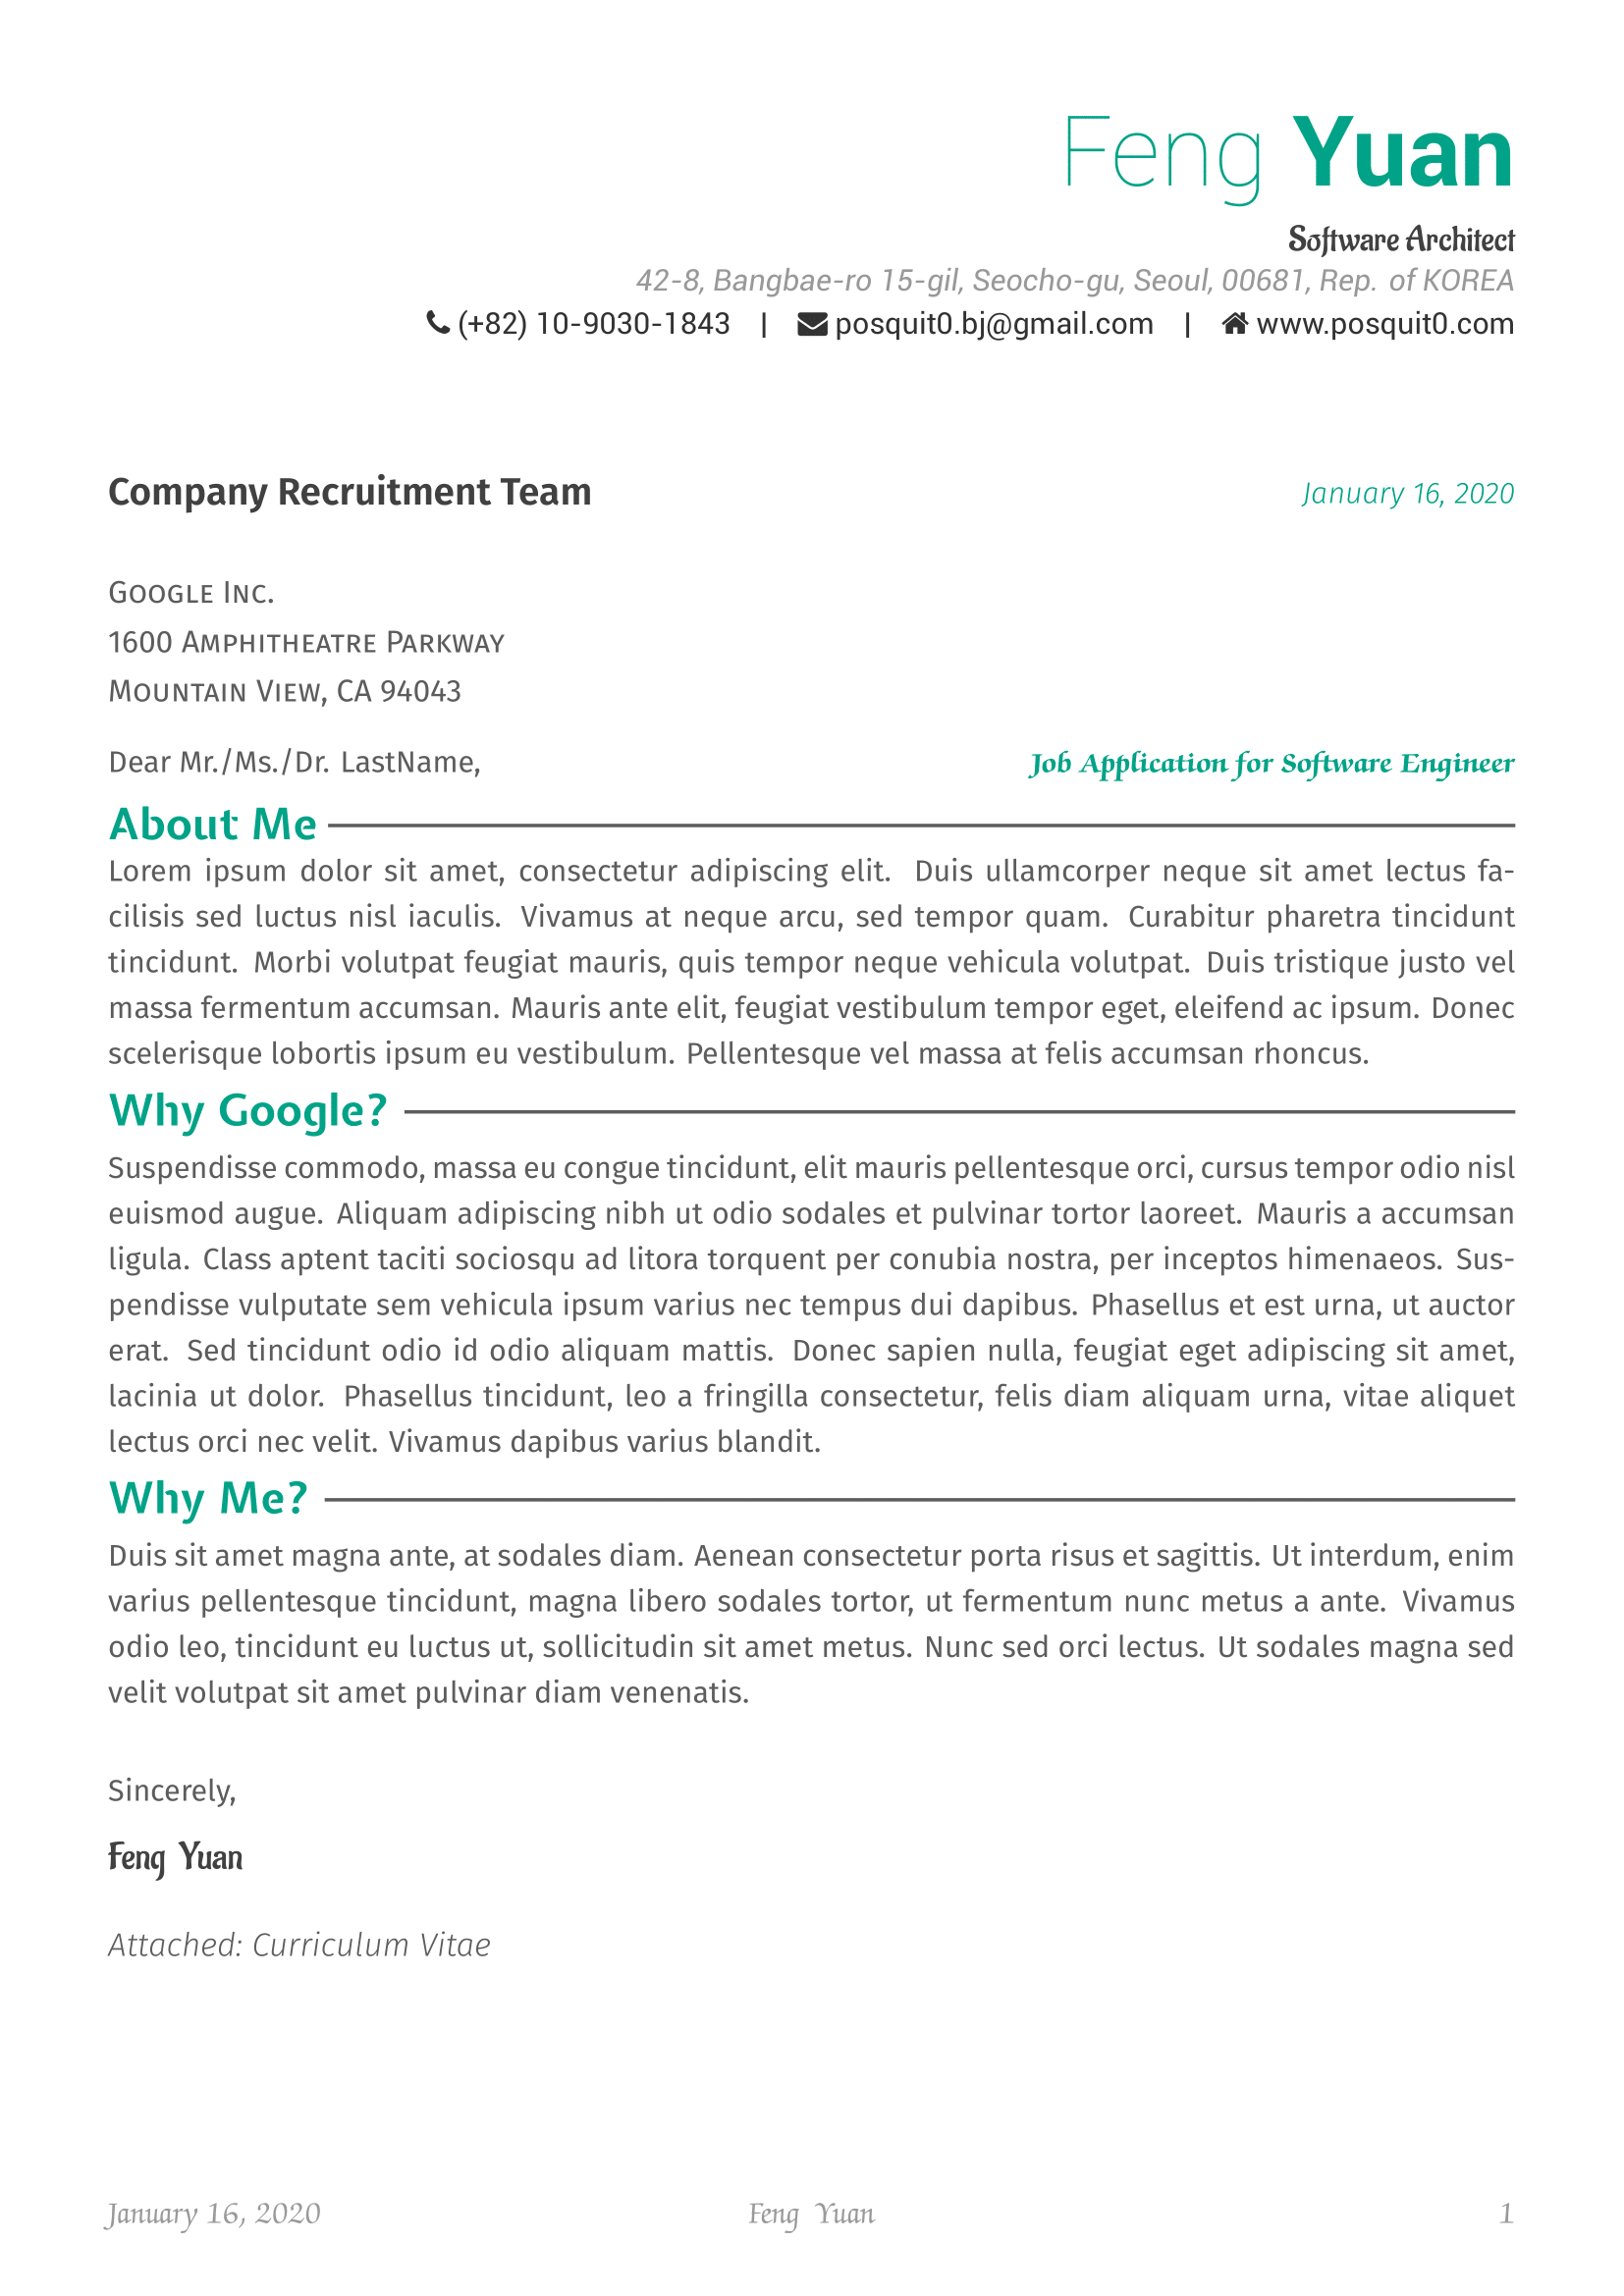 Feng Yuan
Software Architect
42-8, Bangbae-ro 15-gil, Seocho-gu, Seoul, 00681, Rep. of KOREA
(+82) 10-9030-1843 | posquit0.bj@gmail.com | www.posquit0.com
Company Recruitment Team January 16, 2020
Google Inc.
1600 Amphitheatre Parkway
Mountain View, CA 94043
Dear Mr./Ms./Dr. LastName, Job Application for Software Engineer
About Me
Lorem ipsum dolor sit amet, consectetur adipiscing elit. Duis ullamcorper neque sit amet lectus fa-
cilisis sed luctus nisl iaculis. Vivamus at neque arcu, sed tempor quam. Curabitur pharetra tincidunt
tincidunt. Morbi volutpat feugiat mauris, quis tempor neque vehicula volutpat. Duis tristique justo vel
massa fermentum accumsan. Mauris ante elit, feugiat vestibulum tempor eget, eleifend ac ipsum. Donec
scelerisque lobortis ipsum eu vestibulum. Pellentesque vel massa at felis accumsan rhoncus.
Why Google?
Suspendisse commodo, massa eu congue tincidunt, elit mauris pellentesque orci, cursus tempor odio nisl
euismod augue. Aliquam adipiscing nibh ut odio sodales et pulvinar tortor laoreet. Mauris a accumsan
ligula. Class aptent taciti sociosqu ad litora torquent per conubia nostra, per inceptos himenaeos. Sus-
pendisse vulputate sem vehicula ipsum varius nec tempus dui dapibus. Phasellus et est urna, ut auctor
erat. Sed tincidunt odio id odio aliquam mattis. Donec sapien nulla, feugiat eget adipiscing sit amet,
lacinia ut dolor. Phasellus tincidunt, leo a fringilla consectetur, felis diam aliquam urna, vitae aliquet
lectus orci nec velit. Vivamus dapibus varius blandit.
Why Me?
Duis sit amet magna ante, at sodales diam. Aenean consectetur porta risus et sagittis. Ut interdum, enim
varius pellentesque tincidunt, magna libero sodales tortor, ut fermentum nunc metus a ante. Vivamus
odio leo, tincidunt eu luctus ut, sollicitudin sit amet metus. Nunc sed orci lectus. Ut sodales magna sed
velit volutpat sit amet pulvinar diam venenatis.
Sincerely,
Feng Yuan
Attached: Curriculum Vitae
January 16, 2020 Feng Yuan 1